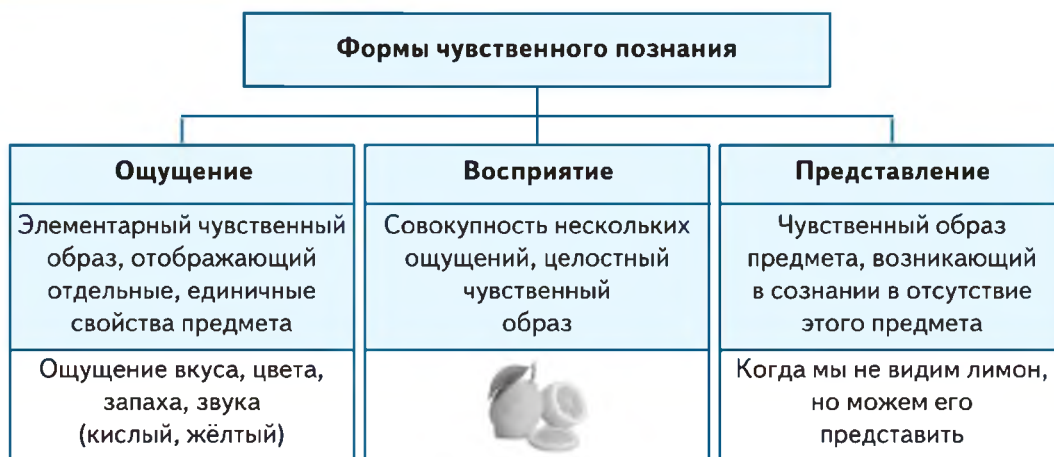 Формы чувственного познания
Ощущение
Элементарный чувственный
образ, отображающий
отдельные, единичные
свойства предмета
Ощущение вкуса, цвета,
запаха, звука
(кислый, жёлтый)
Восприятие
Совокупность нескольких
ощущений, целостный
чувственный
образ
Представление
Чувственный образ
предмета, возникающий
в сознании в отсутствие
этого предмета
Когда мы не видим лимон,
но можем его
представить